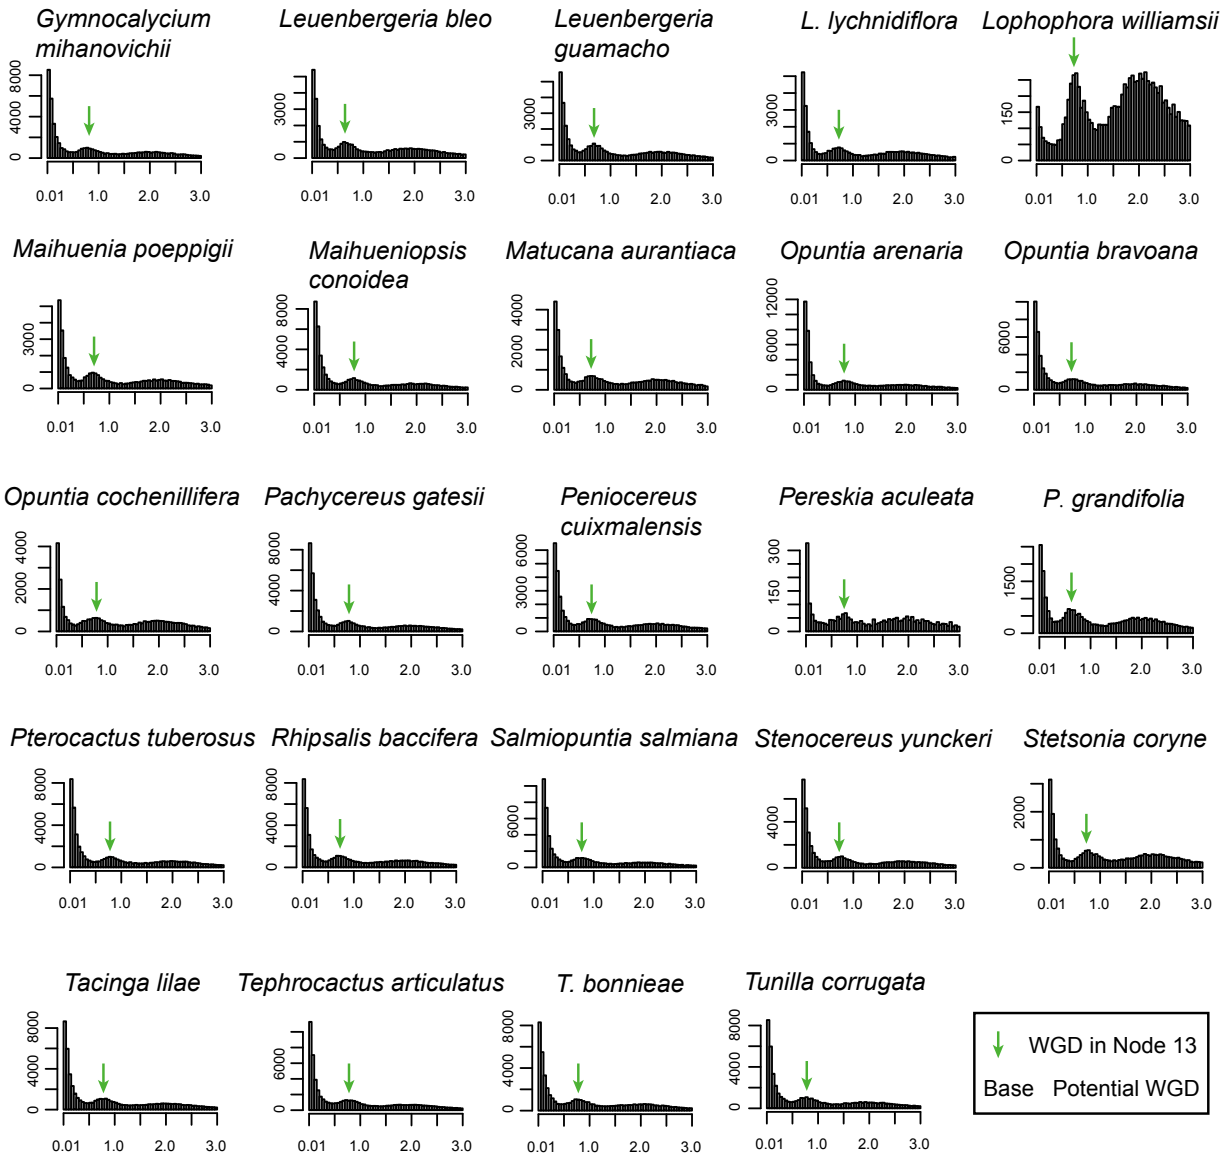 Gymnocalycium
mihanovichii
Leuenbergeria bleo
Leuenbergeria
guamacho
L. lychnidiflora
Lophophora williamsii
0 4000 8000
0.01 1.0 2.0 3.0
0 3000
0.01 1.0 2.0 3.0
0 3000
0.01 1.0 2.0 3.0
0 3000
0.01 1.0 2.0 3.0
0 150
0.01 1.0 2.0 3.0
Maihuenia poeppigii
Maihueniopsis
conoidea
Matucana aurantiaca
Opuntia arenaria
Opuntia bravoana
0 3000
0.01 1.0 2.0 3.0
0 4000 8000
0.01 1.0 2.0 3.0
0 2000 4000
0.01 1.0 2.0 3.0
0 6000 12000
0.01 1.0 2.0 3.0
0 6000
0.01 1.0 2.0 3.0
Opuntia cochenillifera
Pachycereus gatesii
Peniocereus
cuixmalensis
Pereskia aculeata
P. grandifolia
0 2000 4000
0.01 1.0 2.0 3.0
0 4000 8000
0.01 1.0 2.0 3.0
0 3000 6000
0.01 1.0 2.0 3.0
0 150 300
0.01 1.0 2.0 3.0
0 1500
0.01 1.0 2.0 3.0
Pterocactus tuberosus
Rhipsalis baccifera
Salmiopuntia salmiana
Stenocereus yunckeri
Stetsonia coryne
0 4000 8000
0.01 1.0 2.0 3.0
0 4000 8000
0.01 1.0 2.0 3.0
0 6000
0.01 1.0 2.0 3.0
0 4000
0.01 1.0 2.0 3.0
0 2000
0.01 1.0 2.0 3.0
Tacinga lilae
Tephrocactus articulatus
T. bonnieae
Tunilla corrugata
0 4000 8000
0.01 1.0 2.0 3.0
0 6000
0.01 1.0 2.0 3.0
0 4000 8000
0.01 1.0 2.0 3.0
0 4000 8000
0.01 1.0 2.0 3.0
WGD in Node 13
Base Potential WGD